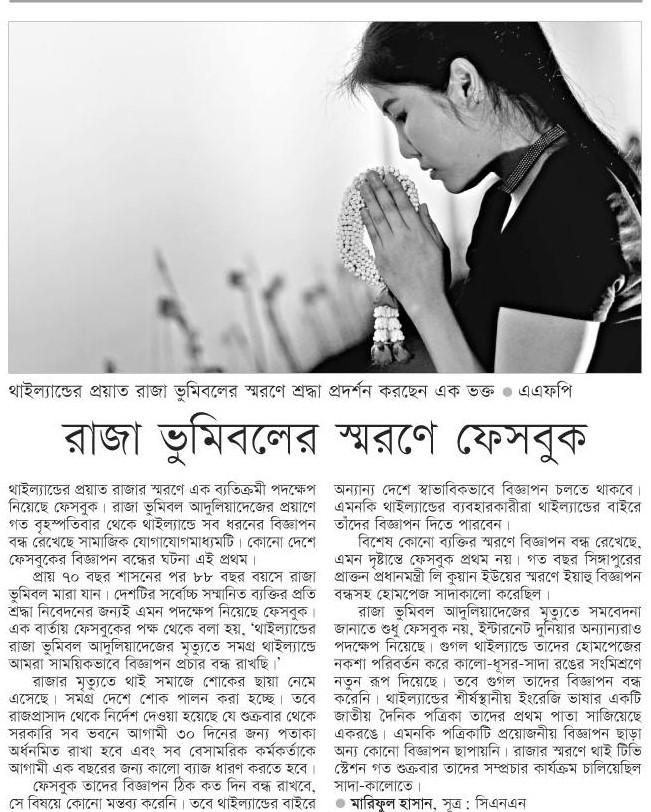 থাইল্যান্ডের প্রয়াত রাজা ভুমিবলের স্মরণে শ্রদ্ধা প্রদর্শন করছেন এক ভক্ত ● এএফপি
রাজা ভুমিবলের স্মরণে ফেসবুক
থাইল্যান্ডের প্রয়াত রাজার স্মরণে এক ব্যতিক্রমী পদক্ষেপ
নিয়েছে ফেসবুক। রাজা ভুমিবল আদুলিয়াদেজের প্রয়াণে
গত বৃহস্পতিবার থেকে থাইল্যান্ডে সব ধরনের বিজ্ঞাপন
বন্ধ রেখেছে সামাজিক যোগাযোগমাধ্যমটি। কোনো দেশে
ফেসবুকের বিজ্ঞাপন বন্ধের ঘটনা এই প্রথম।
প্রায় ৭০ বছর শাসনের পর ৮৮ বছর বয়সে রাজা
ভুমিবল মারা যান। দেশটির সর্বোচ্চ সম্মানিত ব্যক্তির প্রতি
শ্রদ্ধা নিবেদনের জন্যই এমন পদক্ষেপ নিয়েছে ফেসবুক।
এক বার্তায় ফেসবুকের পক্ষ থেকে বলা হয়, ‘থাইল্যান্ডের
রাজা ভুমিবল আদুলিয়াদেজের মৃত্যুতে সমগ্র থাইল্যান্ডে
আমরা সাময়িকভাবে বিজ্ঞাপন প্রচার বন্ধ রাখছি।’
রাজার মৃত্যুতে থাই সমাজে শোকের ছায়া নেমে
এসেছে। সমগ্র দেশে শোক পালন করা হচ্ছে। তবে
রাজপ্রাসাদ থেকে নির্দেশ দেওয়া হয়েছে যে শুক্রবার থেকে
সরকারি সব ভবনে আগামী ৩০ দিনের জন্য পতাকা
অর্ধনমিত রাখা হবে এবং সব বেসামরিক কর্মকর্তাকে
আগামী এক বছরের জন্য কালো ব্যাজ ধারণ করতে হবে।
ফেসবুক তাদের বিজ্ঞাপন ঠিক কত দিন বন্ধ রাখবে,
সে বিষয়ে কোনো মন্তব্য করেনি। তবে থাইল্যান্ডের বাইরে
অন্যান্য দেশে স্বাভাবিকভাবে বিজ্ঞাপন চলতে থাকবে।
এমনকি থাইল্যান্ডের ব্যবহারকারীরা থাইল্যান্ডের বাইরে
তাঁদের বিজ্ঞাপন দিতে পারবেন।
বিশেষ কোনো ব্যক্তির স্মরণে বিজ্ঞাপন বন্ধ রেখেছে,
এমন দৃষ্টান্তে ফেসবুক প্রথম নয়। গত বছর সিঙ্গাপুরের
প্রাক্তন প্রধানমন্ত্রী লি কুয়ান ইউয়ের স্মরণে ইয়াহু বিজ্ঞাপন
বন্ধসহ হোমপেজ সাদাকালো করেছিল।
রাজা ভুমিবল আদুলিয়াদেজের মৃত্যুতে সমবেদনা
জানাতে শুধু ফেসবুক নয়, ইন্টারনেট দুনিয়ার অন্যান্যরাও
পদক্ষেপ নিয়েছে। গুগল থাইল্যান্ড তাদের হোমপেজের
নকশা পরিবর্তন করে কালো-ধূসর-সাদা রঙের সংমিশ্রণে
নতুন রূপ দিয়েছে। তবে গুগল তাদের বিজ্ঞাপন বন্ধ
করেনি। থাইল্যান্ডের শীর্ষস্থানীয় ইংরেজি ভাষার একটি
জাতীয় দৈনিক পত্রিকা তাদের প্রথম পাতা সাজিয়েছে
একরঙে। এমনকি পত্রিকাটি প্রয়োজনীয় বিজ্ঞাপন ছাড়া
অন্য কোনো বিজ্ঞাপন ছাপায়নি। রাজার স্মরণে থাই টিভি
স্টেশন গত শুক্রবার তাদের সম্প্রচার কার্যক্রম চালিয়েছিল
সাদা-কালোতে।
● মারিফুল হাসান, সূত্র : সিএনএন